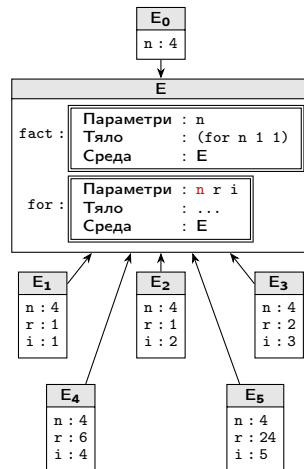 E₀
n : 4
E
fact :
Параметри : n
Тяло : (for n 1 1)
Среда : E
for :
Параметри : n r i
Тяло : ...
Среда : E
E₁
n : 4
r : 1
i : 1
E₂
n : 4
r : 1
i : 2
E₃
n : 4
r : 2
i : 3
E₄
n : 4
r : 6
i : 4
E₅
n : 4
r : 24
i : 5